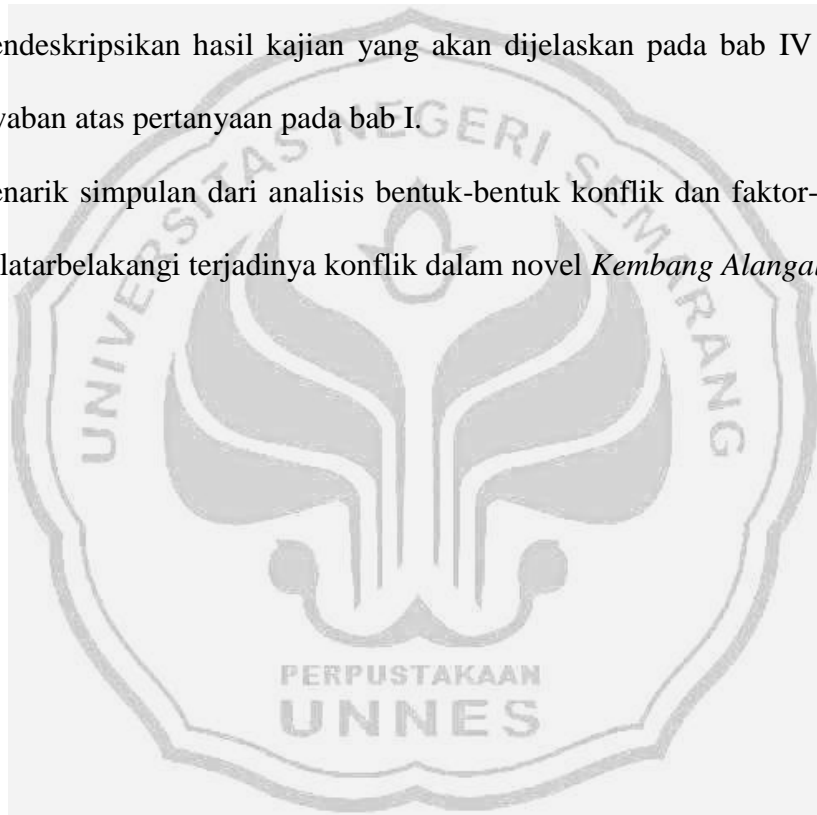 endeskripsikan hasil kajian yang akan dijelaskan pada bab IV
vaban atas pertanyaan pada bab I.
enarik simpulan dari analisis bentuk-bentuk konflik dan faktor-
latarbelakangi terjadinya konflik dalam novel Kembang Alanga
UNIVERSITAS NEGERI SEMARANG
PERPUSTAKAAN
UNNES